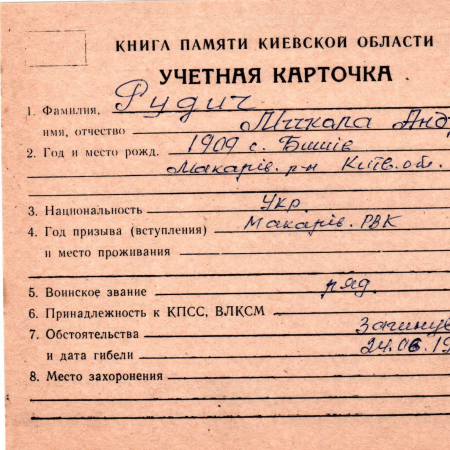 КНИГА ПАМЯТИ КИЕВСКОЙ ОБЛАСТИ
УЧЕТНАЯ КАРТОЧКА
1. Фамилия, Рудич
имя, отчество Микола Анд
2. Год и место рожд. 1909 с. Бишів
Макарів. р-н Київ. обл.
3. Национальность Укр.
4. Год призыва (вступления) Макарів. РВК
и место проживания
5. Воинское звание ряд.
6. Принадлежность к КПСС, ВЛКСМ
7. Обстоятельства Загинув
и дата гибели 24.06.19
8. Место захоронения